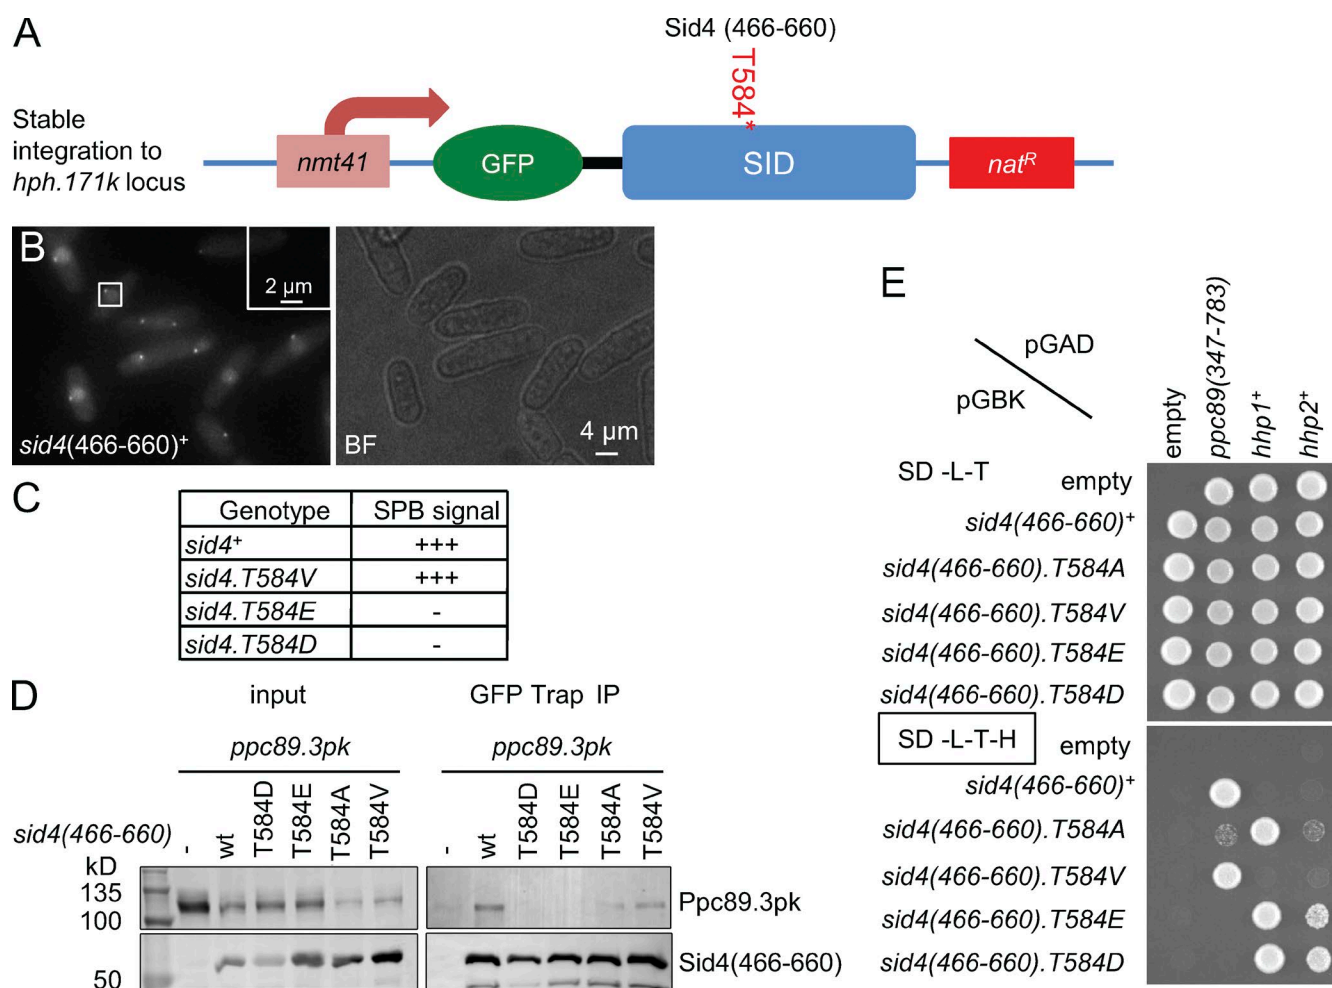 A
Sid4 (466-660)
T584*
Stable
integration to
hph.171k locus
nmt41
GFP
SID
natR
B
2 µm
sid4(466-660)+
BF
4 µm
C
Genotype SPB signal
sid4+ +++
sid4.T584V +++
sid4.T584E -
sid4.T584D -
D
input GFP Trap IP
ppc89.3pk ppc89.3pk
sid4(466-660)
- wt T584D T584E T584A T584V - wt T584D T584E T584A T584V
kD
135
100
50
Ppc89.3pk
Sid4(466-660)
E
pGAD
pGBK
empty ppc89(347-783) hhp1+ hhp2+
SD -L-T empty
sid4(466-660)+
sid4(466-660).T584A
sid4(466-660).T584V
sid4(466-660).T584E
sid4(466-660).T584D
SD -L-T-H empty
sid4(466-660)+
sid4(466-660).T584A
sid4(466-660).T584V
sid4(466-660).T584E
sid4(466-660).T584D